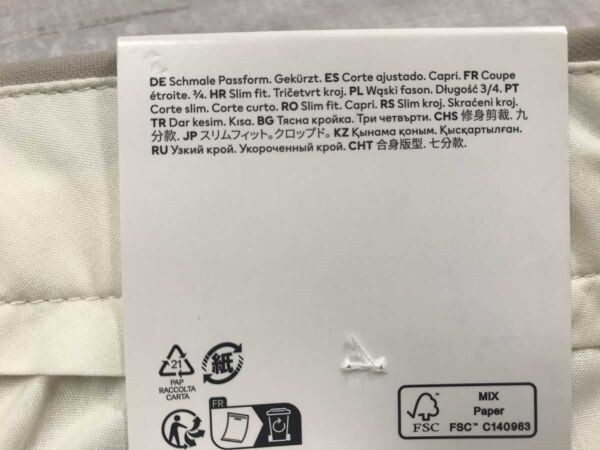 DE Schmale Passform. Gekürzt. ES Corte ajustado. Capri. FR Coupe
étroite. ¾. HR Slim fit. Tričetvrt kroj. PL Wąski fason. Długość 3/4. PT
Corte slim. Corte curto. RO Slim fit. Capri. RS Slim kroj. Skraćeni kroj.
TR Dar kesim. Kısa. BG Тясна кройка. Три четвърти. CHS 修身剪裁. 九
分款. JP スリムフィット。クロップド。 KZ Қынама қоным. Қысқартылған.
RU Узкий крой. Укороченный крой. CHT 合身版型. 七分款.
21
PAP
RACCOLTA
CARTA
紙
FR
FSC
MIX
Paper
FSC™ C140963